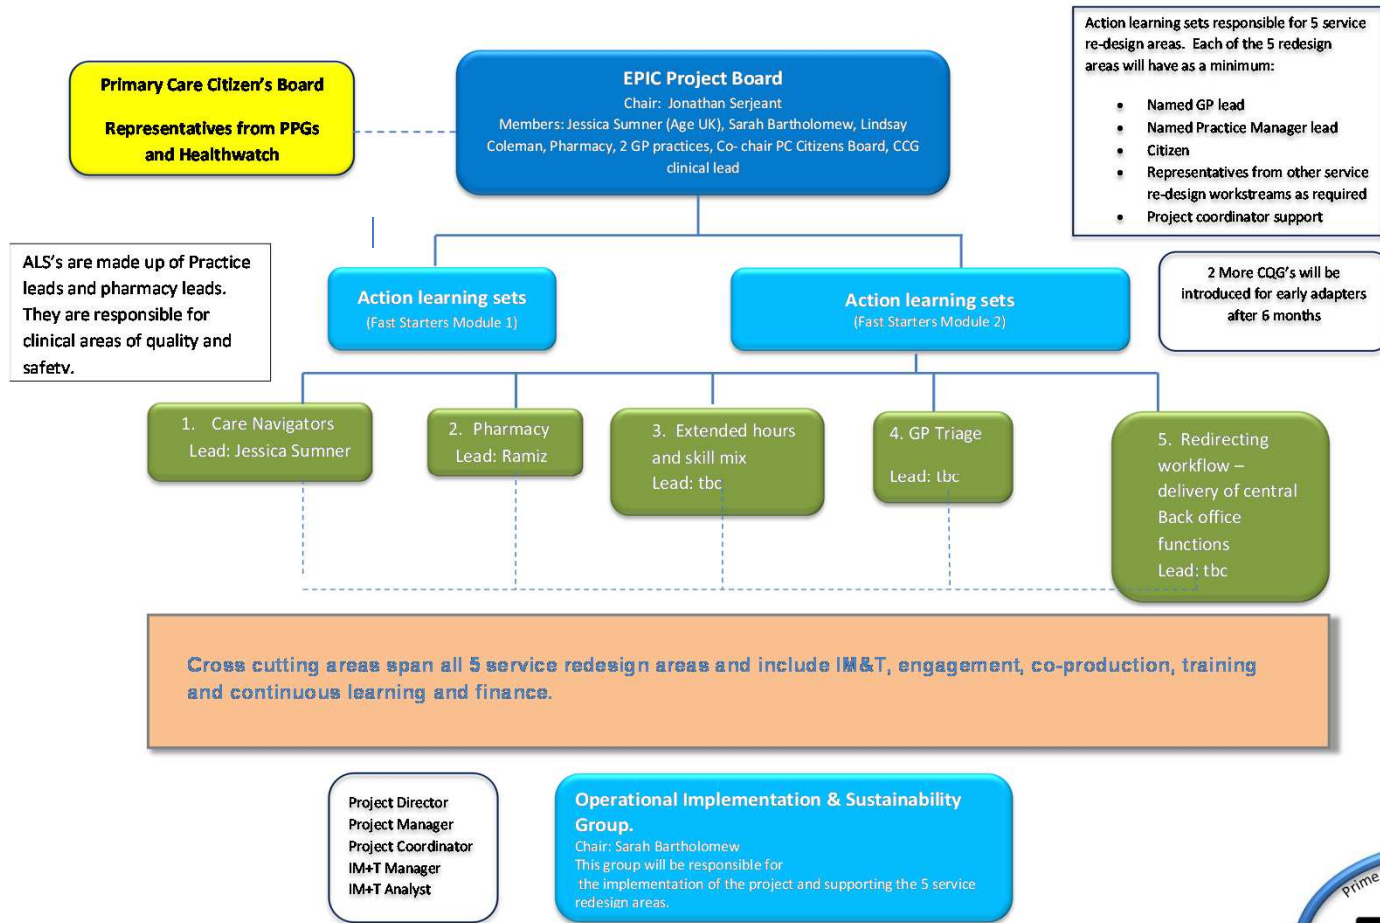 Primary Care Citizen's Board
Representatives from PPGs
and Healthwatch
EPIC Project Board
Chair: Jonathan Serjeant
Members: Jessica Sumner (Age UK), Sarah Bartholomew, Lindsay
Coleman, Pharmacy, 2 GP practices, Co- chair PC Citizens Board, CCG
clinical lead
Action learning sets responsible for 5 service
re-design areas. Each of the 5 redesign
areas will have as a minimum:
• Named GP lead
• Named Practice Manager lead
• Citizen
• Representatives from other service
re-design workstreams as required
• Project coordinator support
ALS's are made up of Practice
leads and pharmacy leads.
They are responsible for
clinical areas of quality and
safety.
Action learning sets
(Fast Starters Module 1)
Action learning sets
(Fast Starters Module 2)
2 More CQG's will be
introduced for early adapters
after 6 months
1. Care Navigators
Lead: Jessica Sumner
2. Pharmacy
Lead: Ramiz
3. Extended hours
and skill mix
Lead: tbc
4. GP Triage
Lead: tbc
5. Redirecting
workflow –
delivery of central
Back office
functions
Lead: tbc
Cross cutting areas span all 5 service redesign areas and include IM&T, engagement, co-production, training
and continuous learning and finance.
Project Director
Project Manager
Project Coordinator
IM+T Manager
IM+T Analyst
Operational Implementation & Sustainability
Group.
Chair: Sarah Bartholomew
This group will be responsible for
the implementation of the project and supporting the 5 service
redesign areas.
Prime